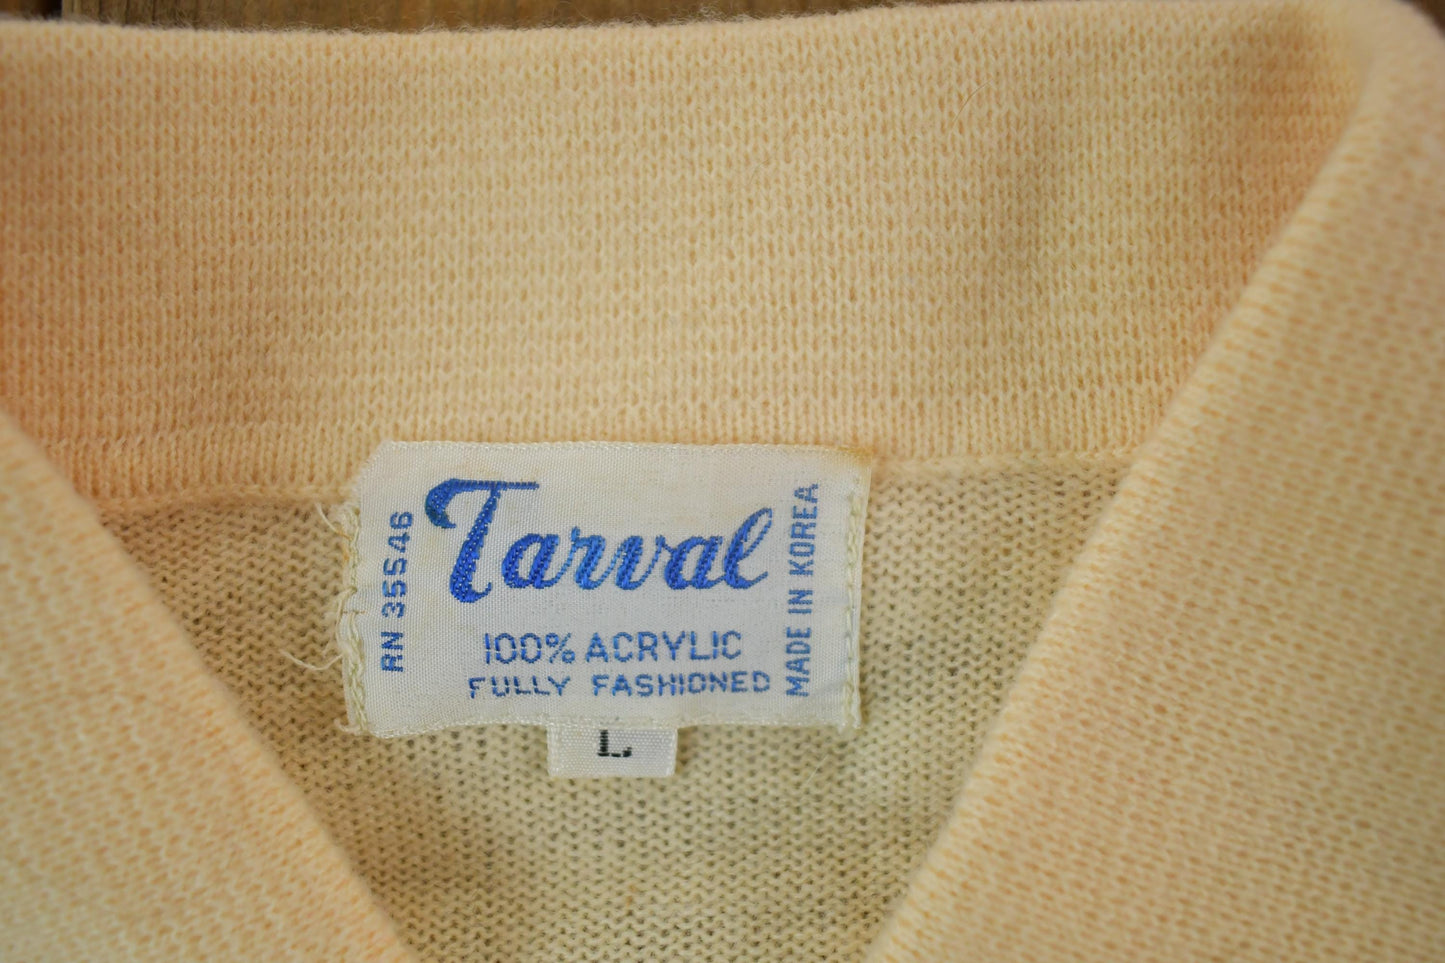 RN 35546
Tarval
100% ACRYLIC
FULLY FASHIONED
MADE IN KOREA
L